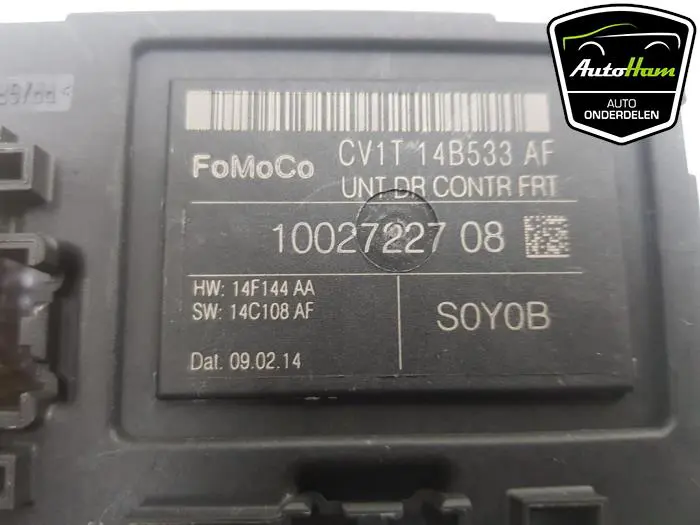 AutoHam
AUTO
ONDERDELEN
FoMoCo
CV1T 14B533 AF
UNT DR CONTR FRT
10027227 08
HW: 14F144 AA
SW: 14C108 AF
S0Y0B
Dat. 09.02.14